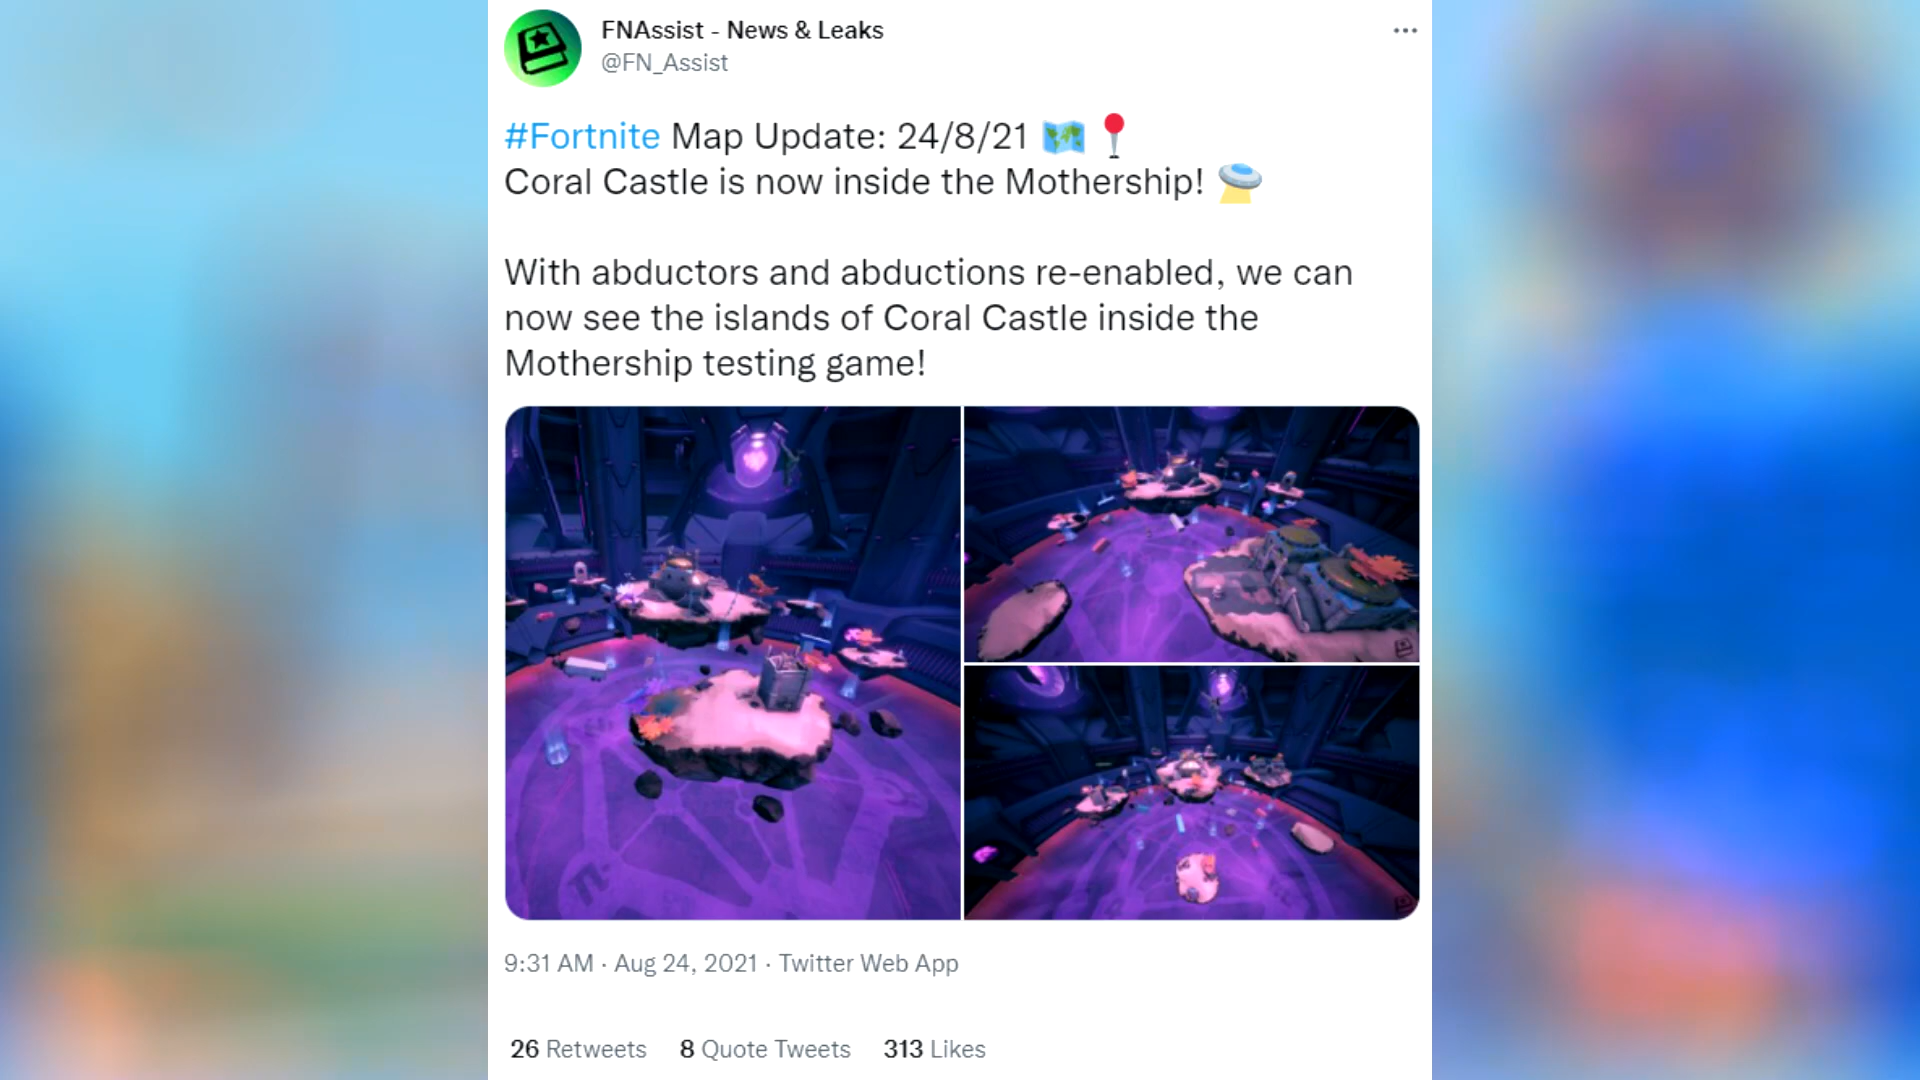 FNAssist - News & Leaks
@FN_Assist
#Fortnite Map Update: 24/8/21
Coral Castle is now inside the Mothership!
With abductors and abductions re-enabled, we can
now see the islands of Coral Castle inside the
Mothership testing game!
9:31 AM · Aug 24, 2021 · Twitter Web App
26 Retweets 8 Quote Tweets 313 Likes